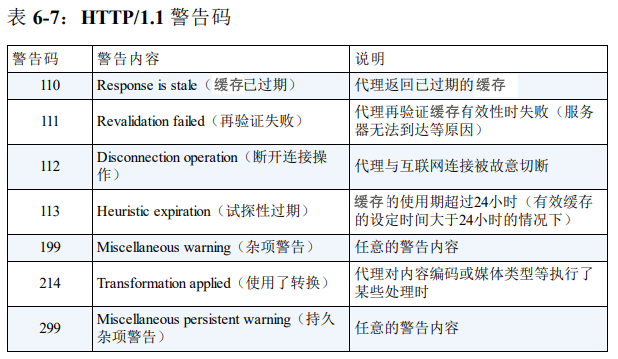 表 6-7：HTTP/1.1 警告码
警告码 警告内容 说明
110 Response is stale（缓存已过期） 代理返回已过期的缓存
111 Revalidation failed（再验证失败） 代理再验证缓存有效性时失败（服务
器无法到达等原因）
112 Disconnection operation（断开连接操
作） 代理与互联网连接被故意切断
113 Heuristic expiration（试探性过期） 缓存的使用期超过24小时（有效缓存
的设定时间大于24小时的情况下）
199 Miscellaneous warning（杂项警告） 任意的警告内容
214 Transformation applied（使用了转换） 代理对内容编码或媒体类型等执行了
某些处理时
299 Miscellaneous persistent warning（持久
杂项警告） 任意的警告内容